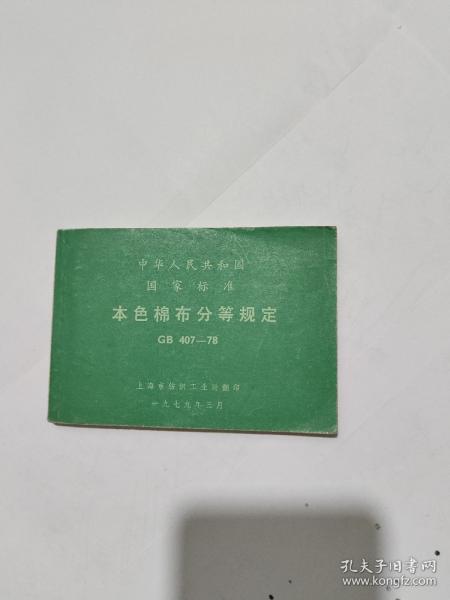 中华人民共和国
国家标准
本色棉布分等规定
GB 407—78
上海市纺织工业局翻印
一九七九年三月
孔夫子旧书网
www.kongfz.com